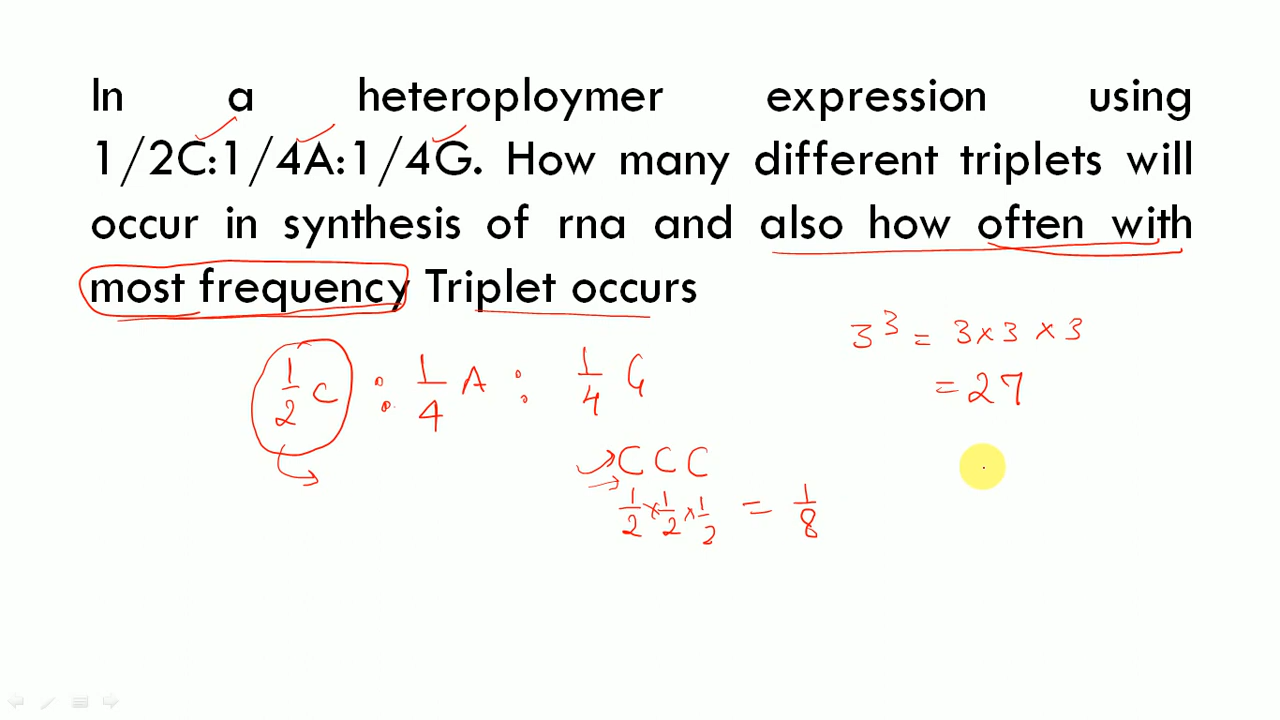 In a heteroploymer expression using
1/2C:1/4A:1/4G. How many different triplets will
occur in synthesis of rna and also how often with
most frequency Triplet occurs
3³ = 3 x 3 x 3
= 27
1/2 C : 1/4 A : 1/4 G
C C C
1/2 x 1/2 x 1/2 = 1/8